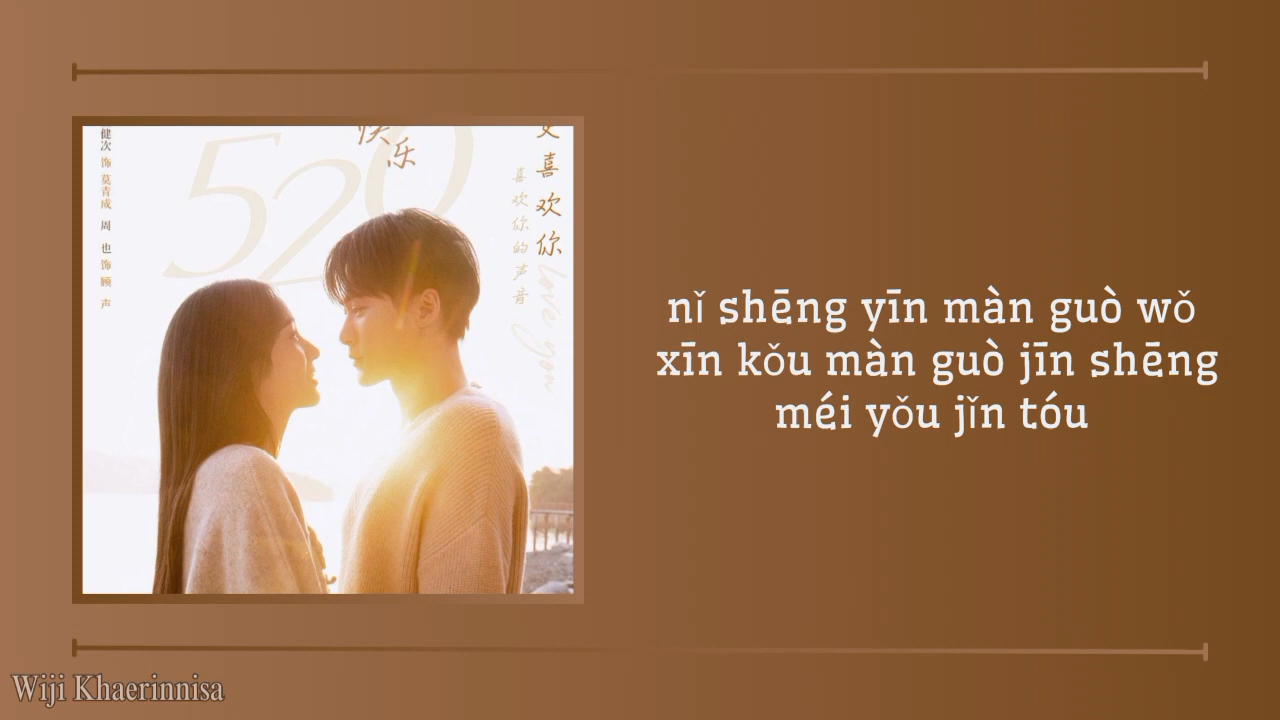 健次 饰 莫青成 周也 饰 顾声
520
快乐
喜欢你
喜欢你的声音
love you
nǐ shēng yīn màn guò wǒ
xīn kǒu màn guò jīn shēng
méi yǒu jǐn tóu
Wiji Khaerinnisa